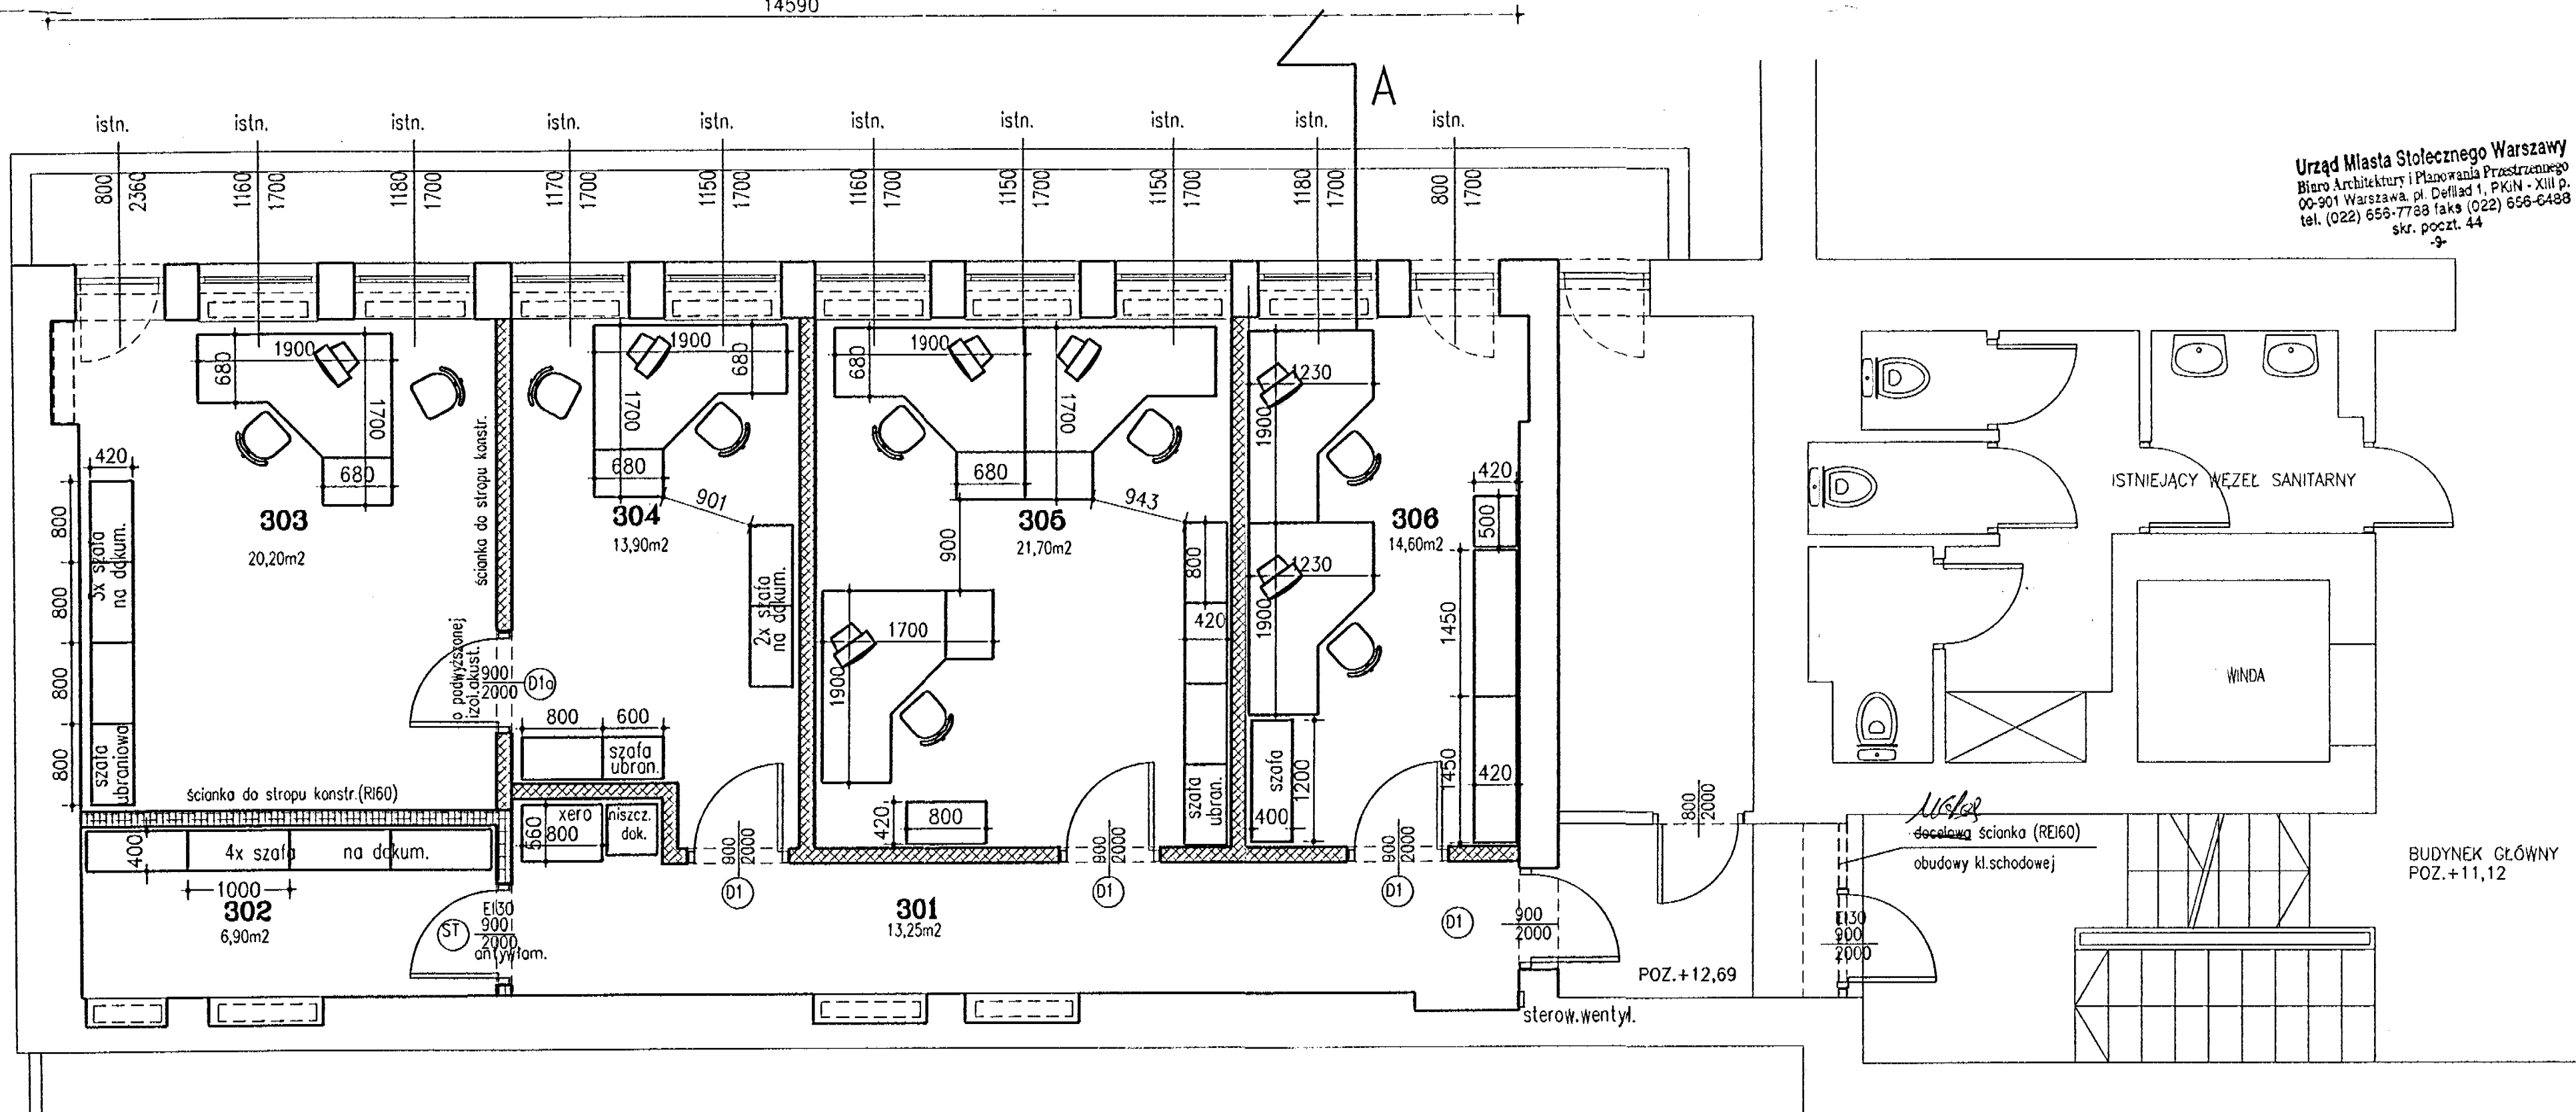 14590
A
istn.
istn.
istn.
istn.
istn.
istn.
istn.
istn.
istn.
istn.
800
2360
1160
1700
1180
1700
1170
1700
1150
1700
1160
1700
1150
1700
1150
1700
1180
1700
800
1700
Urząd Miasta Stołecznego Warszawy
Biuro Architektury i Planowania Przestrzennego
00-901 Warszawa, pl. Defilad 1, PKiN - XIII p.
tel. (022) 656-7788 faks (022) 656-6488
skr. poczt. 44
-9-
680
1900
1700
680
420
800
800
800
800
3x szafa
na dokum.
szafa
ubraniowa
303
20,20m2
ścianka do stropu konstr.
o podwyższonej
izol.akust.
900
2000
D1a
ścianka do stropu konstr.(RI60)
1900
680
1700
680
901
304
13,90m2
2x szafa
na dokum.
800
600
szafa
ubran.
560
xero
800
niszcz.
dok.
900
2000
D1
680
1900
1700
680
943
305
21,70m2
900
1700
1900
420
800
800
420
szafa
ubran.
900
2000
D1
1230
1900
1230
1900
306
14,60m2
420
500
1450
1450
420
szafa
400
1200
900
2000
D1
400
4x szafa na dokum.
1000
302
6,90m2
ST
EI30
900
2000
antywłam.
301
13,25m2
D1
900
2000
sterow.wentyl.
POZ.+12,69
800
2000
EI30
900
2000
docelowa ścianka (REI60)
obudowy kl.schodowej
ISTNIEJĄCY WĘZEŁ SANITARNY
WINDA
BUDYNEK GŁÓWNY
POZ.+11,12